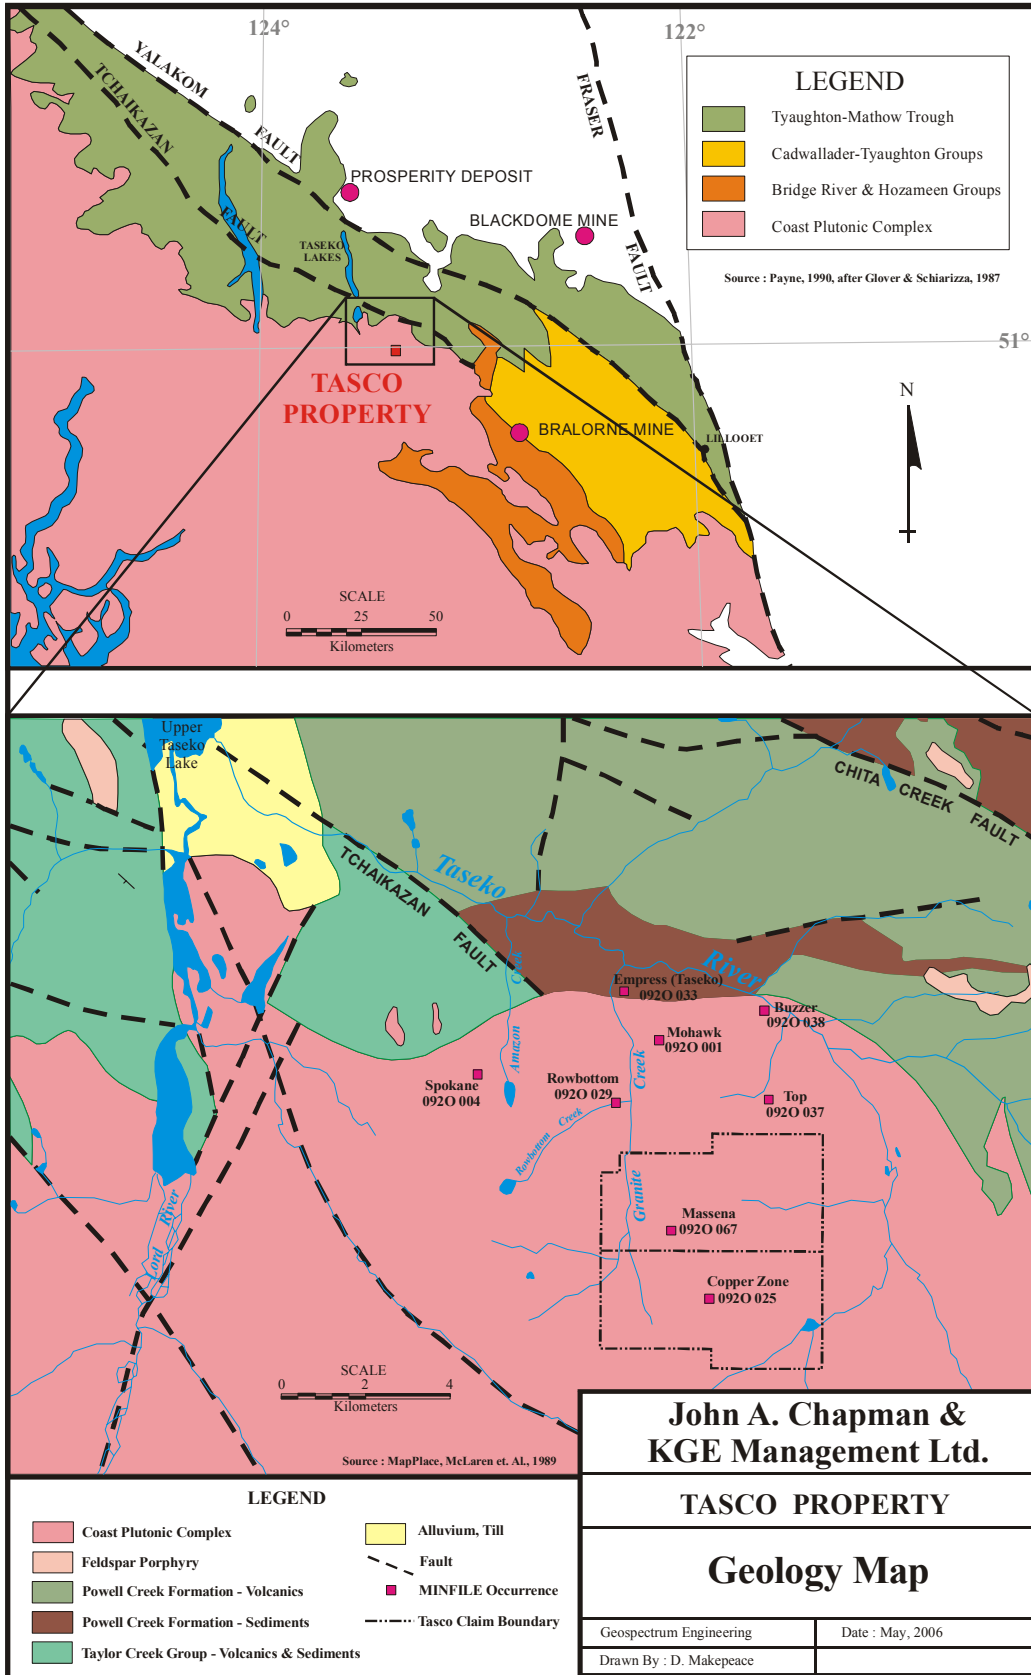 124°
122°
YALAKOM
FAULT
TCHAIKAZAN
FAULT
FRASER
FAULT
LEGEND
Tyaughton-Mathow Trough
Cadwallader-Tyaughton Groups
Bridge River & Hozameen Groups
Coast Plutonic Complex
Source : Payne, 1990, after Glover & Schiarizza, 1987
PROSPERITY DEPOSIT
BLACKDOME MINE
TASEKO
LAKES
51°
TASCO
PROPERTY
BRALORNE MINE
LILLOOET
N
SCALE
0 25 50
Kilometers
Upper
Taseko
Lake
CHITA CREEK FAULT
TCHAIKAZAN
FAULT
Taseko
River
Amazon
Creek
Empress (Taseko)
092O 033
Buzzer
092O 038
Mohawk
092O 001
Spokane
092O 004
Rowbottom
092O 029
Creek
Top
092O 037
Rowbottom Creek
Granite
Massena
092O 067
Lord
River
Copper Zone
092O 025
SCALE
0 2 4
Kilometers
Source : MapPlace, McLaren et. Al., 1989
LEGEND
Coast Plutonic Complex
Feldspar Porphyry
Powell Creek Formation - Volcanics
Powell Creek Formation - Sediments
Taylor Creek Group - Volcanics & Sediments
Alluvium, Till
Fault
MINFILE Occurrence
Tasco Claim Boundary
John A. Chapman &
KGE Management Ltd.
TASCO PROPERTY
Geology Map
Geospectrum Engineering
Date : May, 2006
Drawn By : D. Makepeace